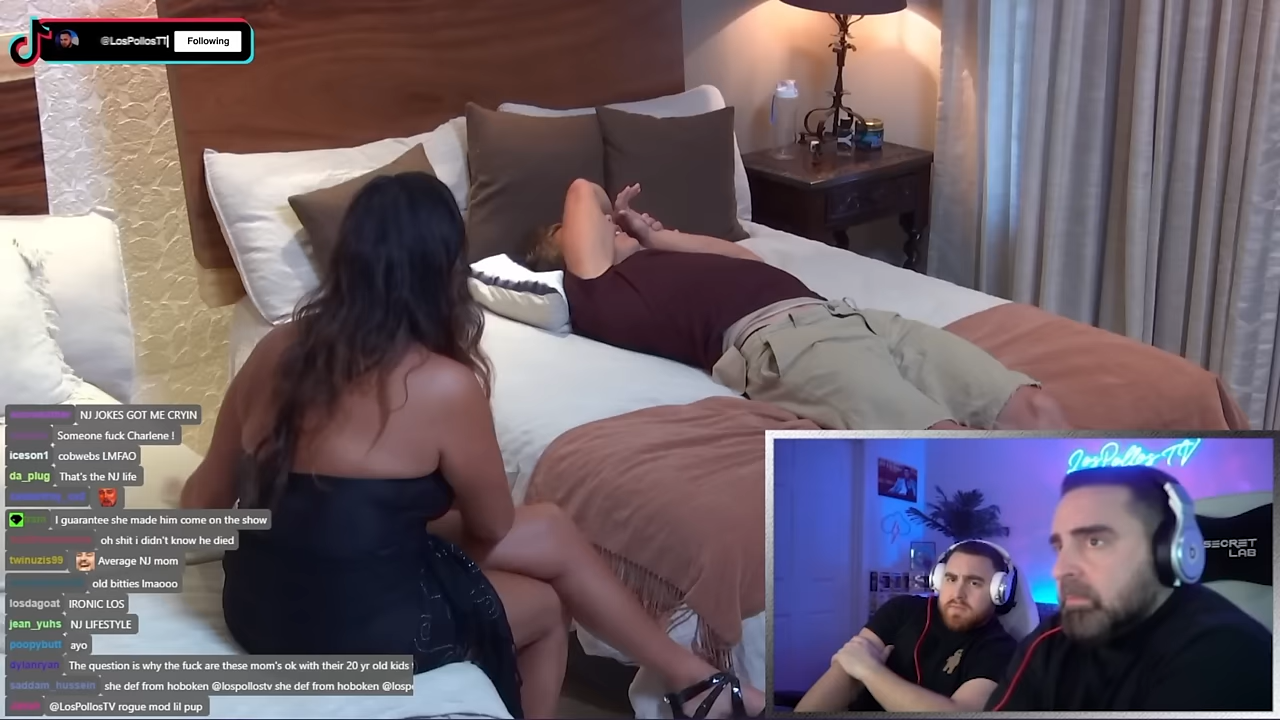 @LosPollosTT
Following
LosPollos TV
SECRET
LAB
NJ JOKES GOT ME CRYIN
Someone fuck Charlene !
iceson1 cobwebs LMFAO
da_plug That's the NJ life
I guarantee she made him come on the show
oh shit i didn't know he died
twinuzis99 Average NJ mom
old bitties lmaooo
losdagoat IRONIC LOS
jean_yuhs NJ LIFESTYLE
poopybutt ayo
dylanryan The question is why the fuck are these mom's ok with their 20 yr old kids
saddam_hussein she def from hoboken @lospollostv she def from hoboken @losp
@LosPollosTV rogue mod lil pup